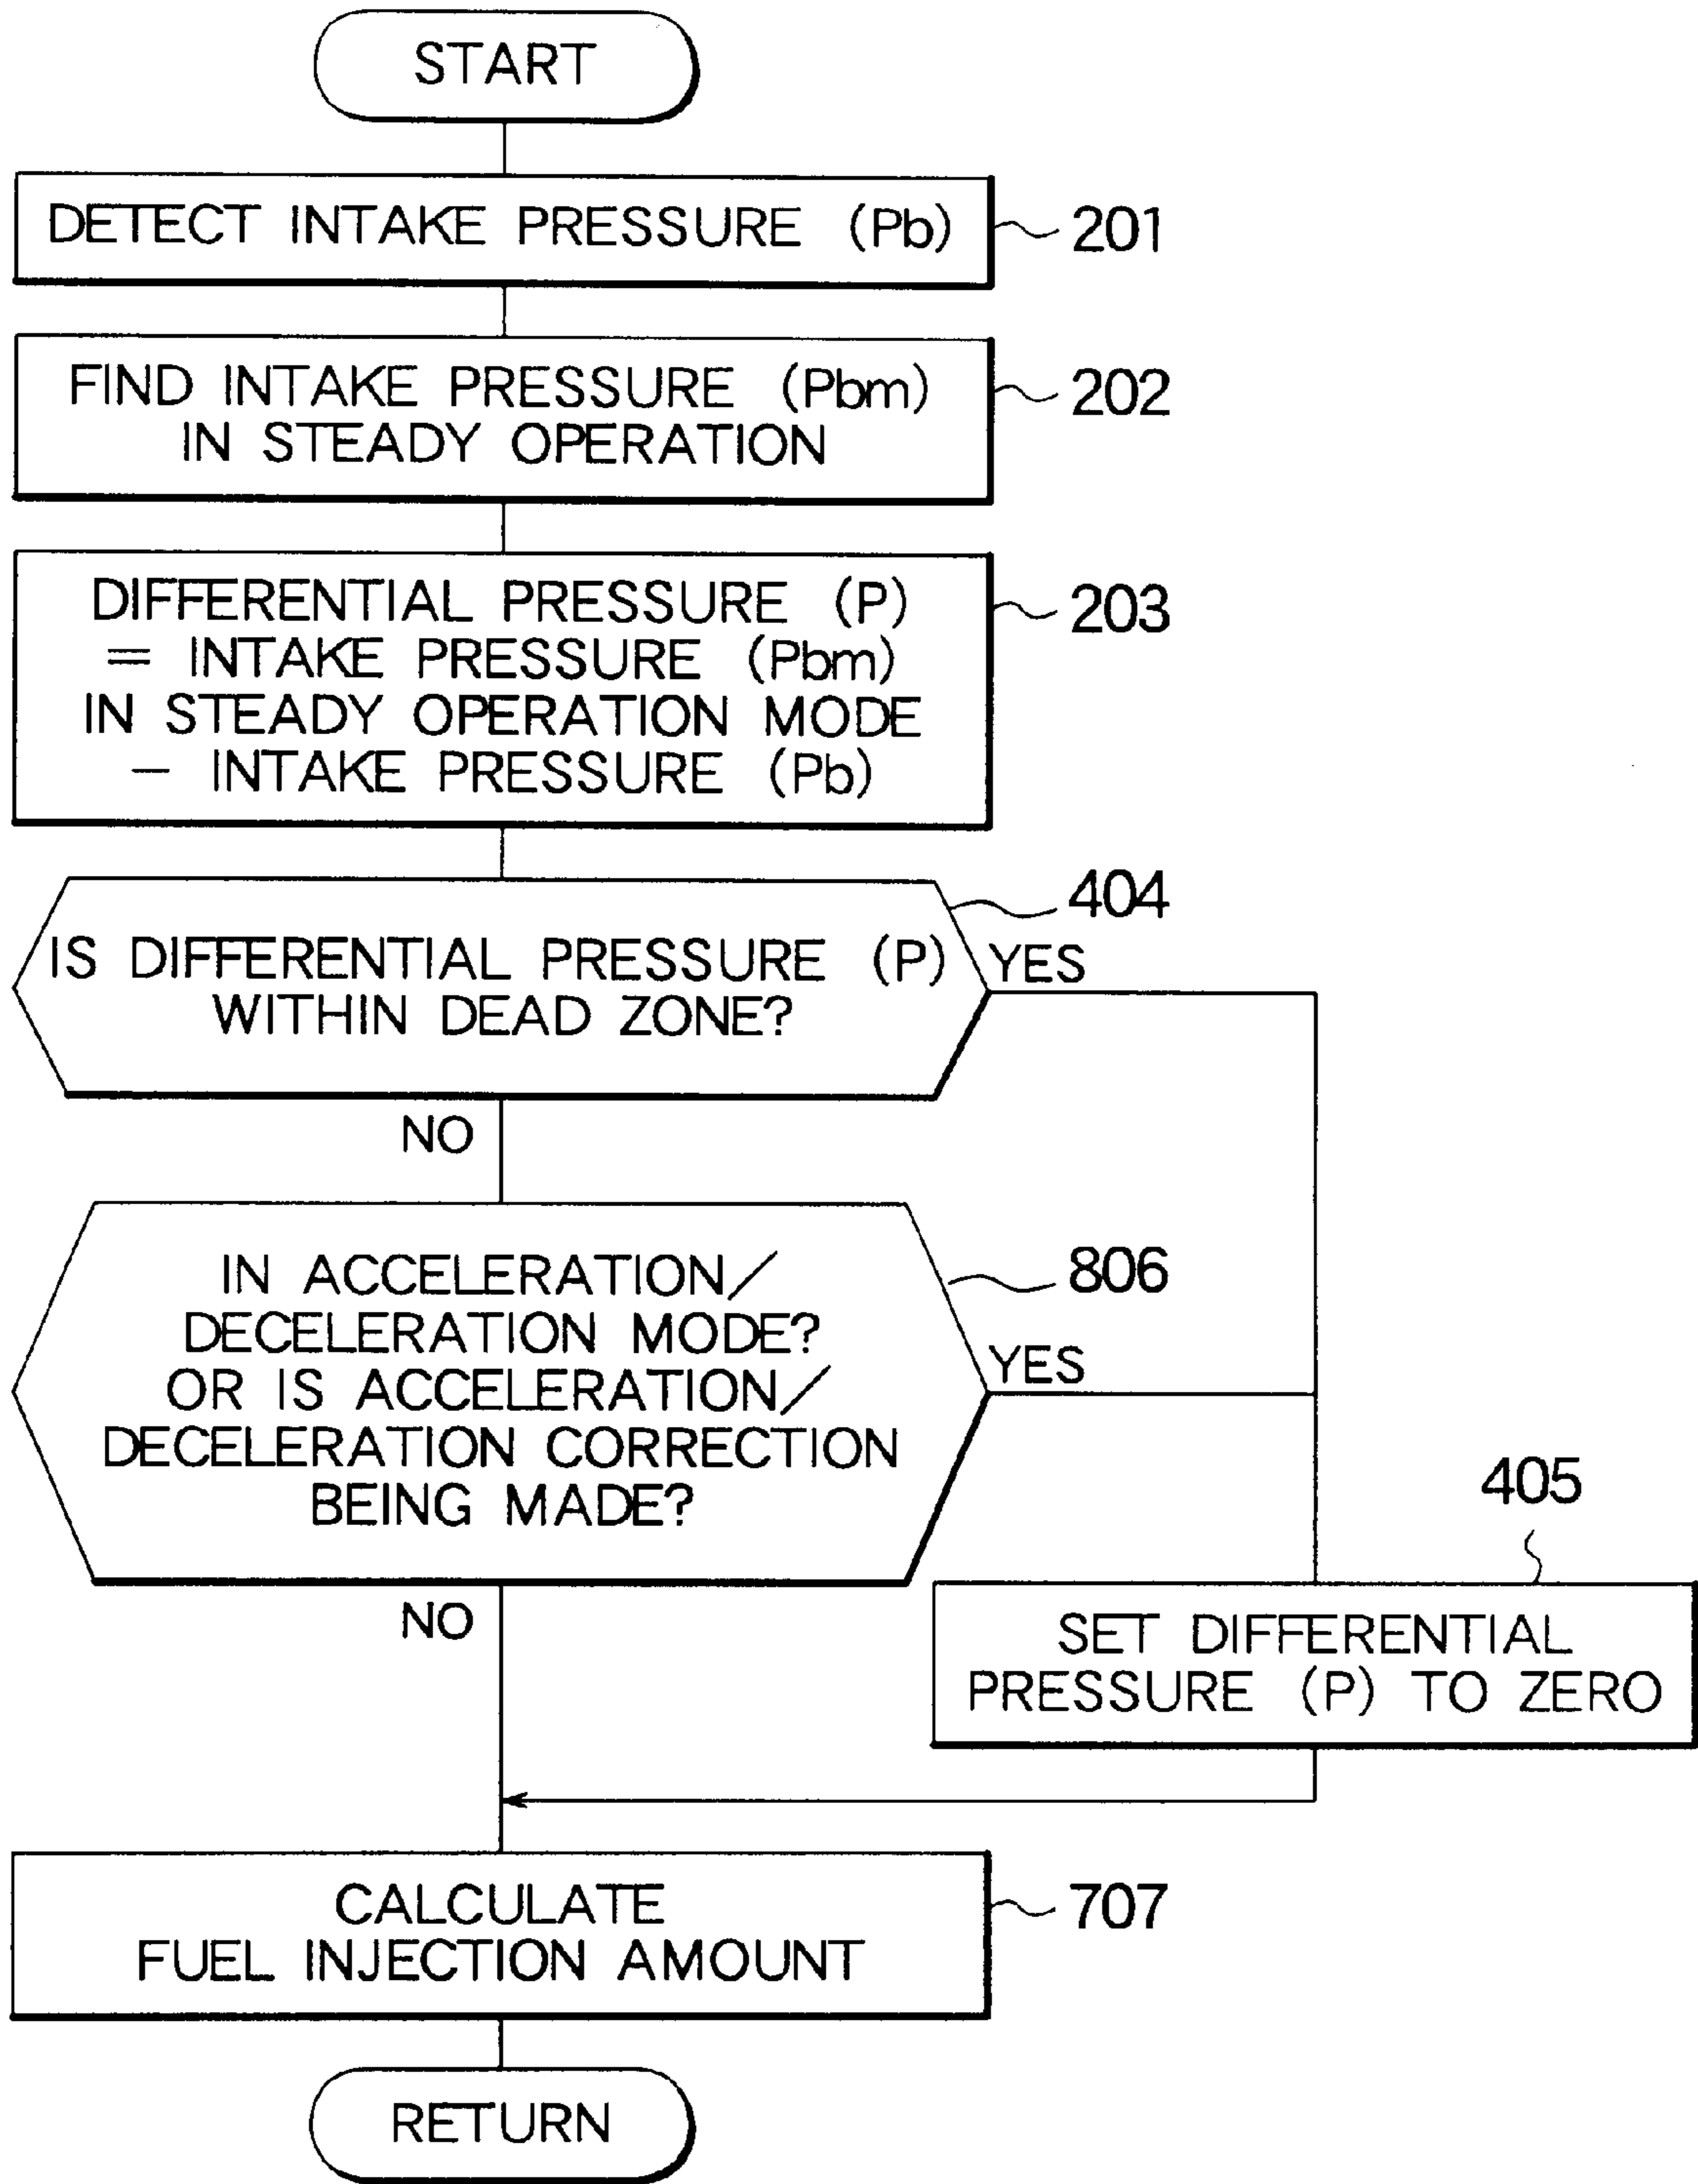 START
DETECT INTAKE PRESSURE (Pb)
201
FIND INTAKE PRESSURE (Pbm)
IN STEADY OPERATION
202
DIFFERENTIAL PRESSURE (P)
= INTAKE PRESSURE (Pbm)
IN STEADY OPERATION MODE
- INTAKE PRESSURE (Pb)
203
404
IS DIFFERENTIAL PRESSURE (P)
WITHIN DEAD ZONE?
YES
NO
IN ACCELERATION/
DECELERATION MODE?
OR IS ACCELERATION/
DECELERATION CORRECTION
BEING MADE?
806
YES
NO
405
SET DIFFERENTIAL
PRESSURE (P) TO ZERO
CALCULATE
FUEL INJECTION AMOUNT
707
RETURN